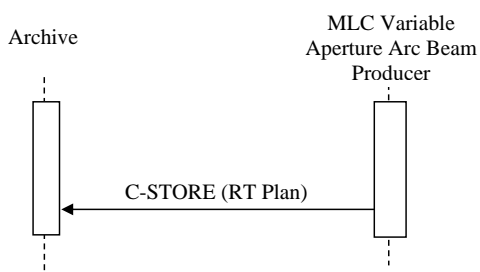 Archive
MLC Variable
Aperture Arc Beam
Producer
C-STORE (RT Plan)